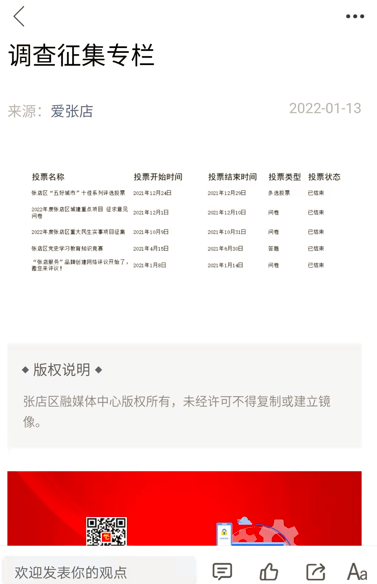 调查征集专栏
来源：爱张店 2022-01-13
投票名称 投票开始时间 投票结束时间 投票类型 投票状态
张店区“五好城市”十佳系列评选投票 2021年12月24日 2021年12月29日 多选投票 已结束
2022年度张店区城建重点项目 征求意见
问卷 2021年12月1日 2021年12月10日 问卷 已结束
2022年度张店区重大民生实事项目征集 2021年10月9日 2021年10月31日 问卷 已结束
张店区党史学习教育知识竞赛 2021年4月15日 2021年6月30日 答题 已结束
“张店服务”品牌创建网络评议开始了，
邀您来评议！ 2021年1月8日 2021年1月14日 问卷 已结束
版权说明
张店区融媒体中心版权所有，未经许可不得复制或建立镜
像。
欢迎发表你的观点 Aa